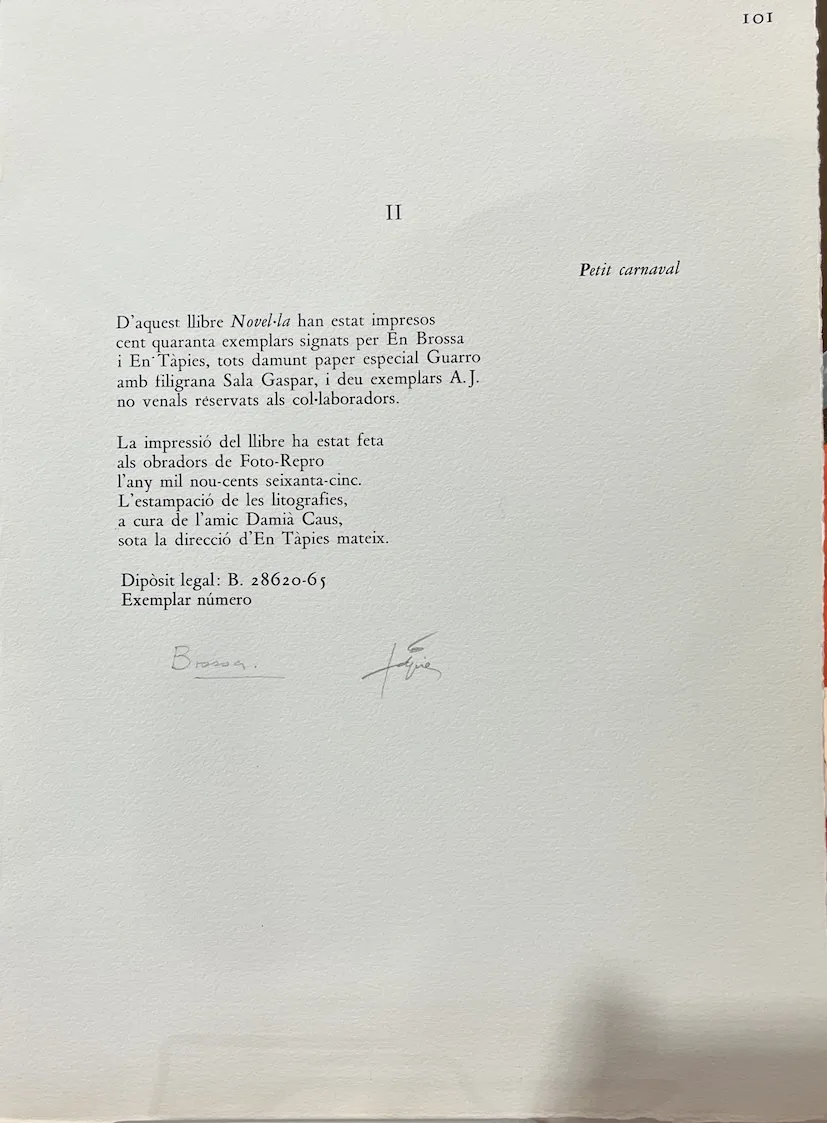 101
II
Petit carnaval
D'aquest llibre Novel·la han estat impresos
cent quaranta exemplars signats per En Brossa
i En Tàpies, tots damunt paper especial Guarro
amb filigrana Sala Gaspar, i deu exemplars A. J.
no venals reservats als col·laboradors.
La impressió del llibre ha estat feta
als obradors de Foto-Repro
l'any mil nou-cents seixanta-cinc.
L'estampació de les litografies,
a cura de l'amic Damià Caus,
sota la direcció d'En Tàpies mateix.
Dipòsit legal: B. 28620-65
Exemplar número
Brossa. Tàpies